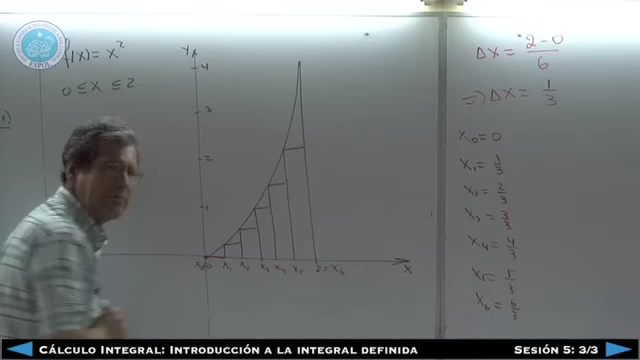 f(x) = x²
0 ≤ x ≤ 2
1)
ESPOL
y
4
3
2
1
x₀ 0 x₁ x₂ x₃ x₄ x₅ 2 = x₆
x
Δx = 2-0/6
⇒ Δx = 1/3
x₀ = 0
x₁ = 1/3
x₂ = 2/3
x₃ = 3/3
x₄ = 4/3
x₅ = 5/3
x₆ = 6/3
Cálculo Integral: Introducción a la integral definida
Sesión 5: 3/3